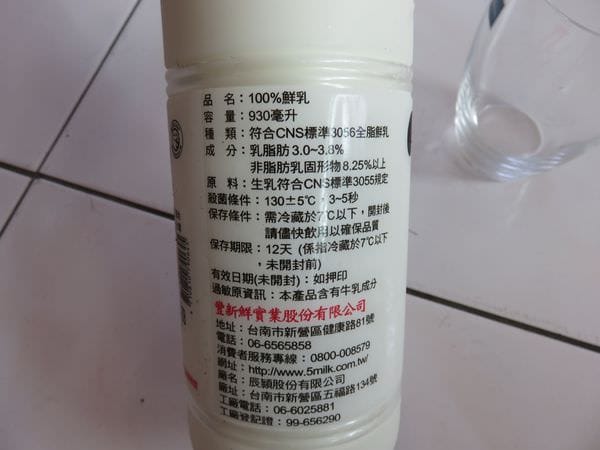 品 名：100%鮮乳
容 量：930毫升
種 類：符合CNS標準3056全脂鮮乳
成 分：乳脂肪 3.0~3.8%
非脂肪乳固形物 8.25%以上
原 料：生乳符合CNS標準3055規定
殺菌條件：130±5℃，3~5秒
保存條件：需冷藏於7℃以下，開封後
請儘快飲用以確保品質
保存期限：12天 (係指冷藏於7℃以下
，未開封前)
有效日期(未開封)：如押印
過敏原資訊：本產品含有牛乳成分
豐新鮮實業股份有限公司
地址：台南市新營區健康路81號
電話：06-6565858
消費者服務專線：0800-008579
網址：http://www.5milk.com.tw/
廠名：辰穎股份有限公司
廠址：台南市新營區五福路134號
工廠電話：06-6025881
工廠登記證：99-656290